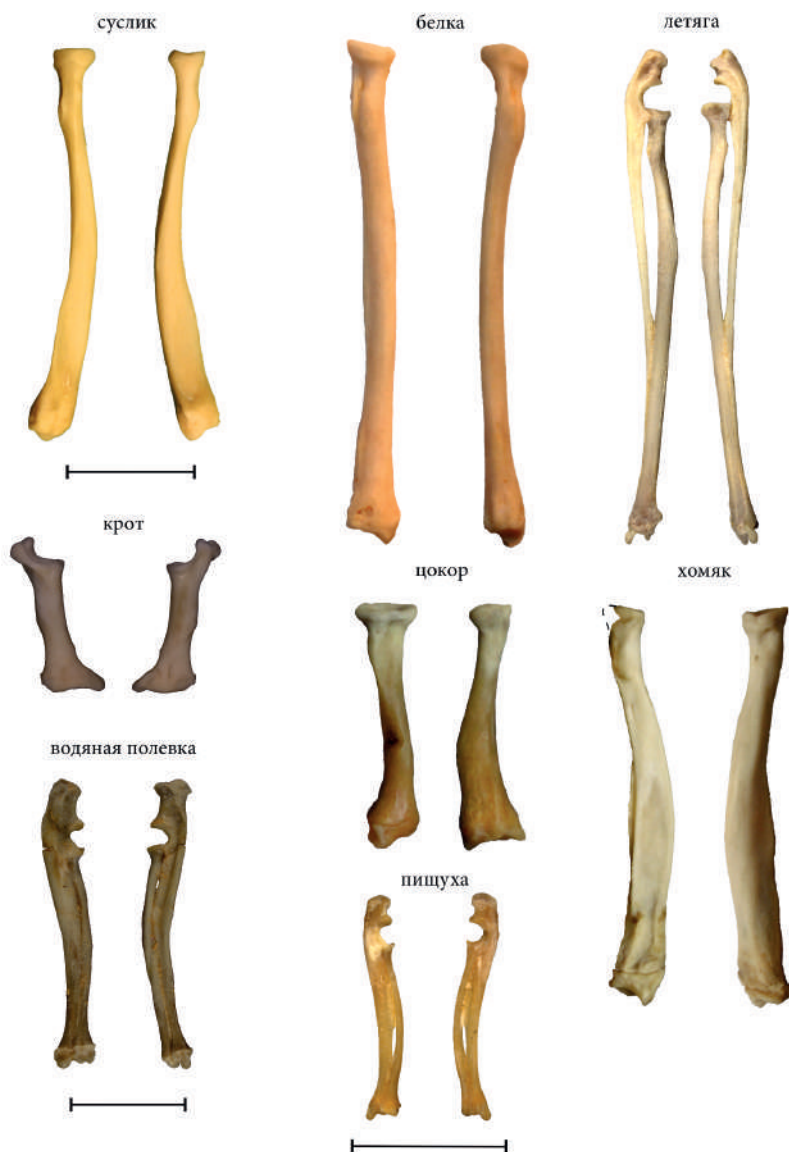 суслик
белка
летяга
крот
цокор
хомяк
водяная полевка
пищуха